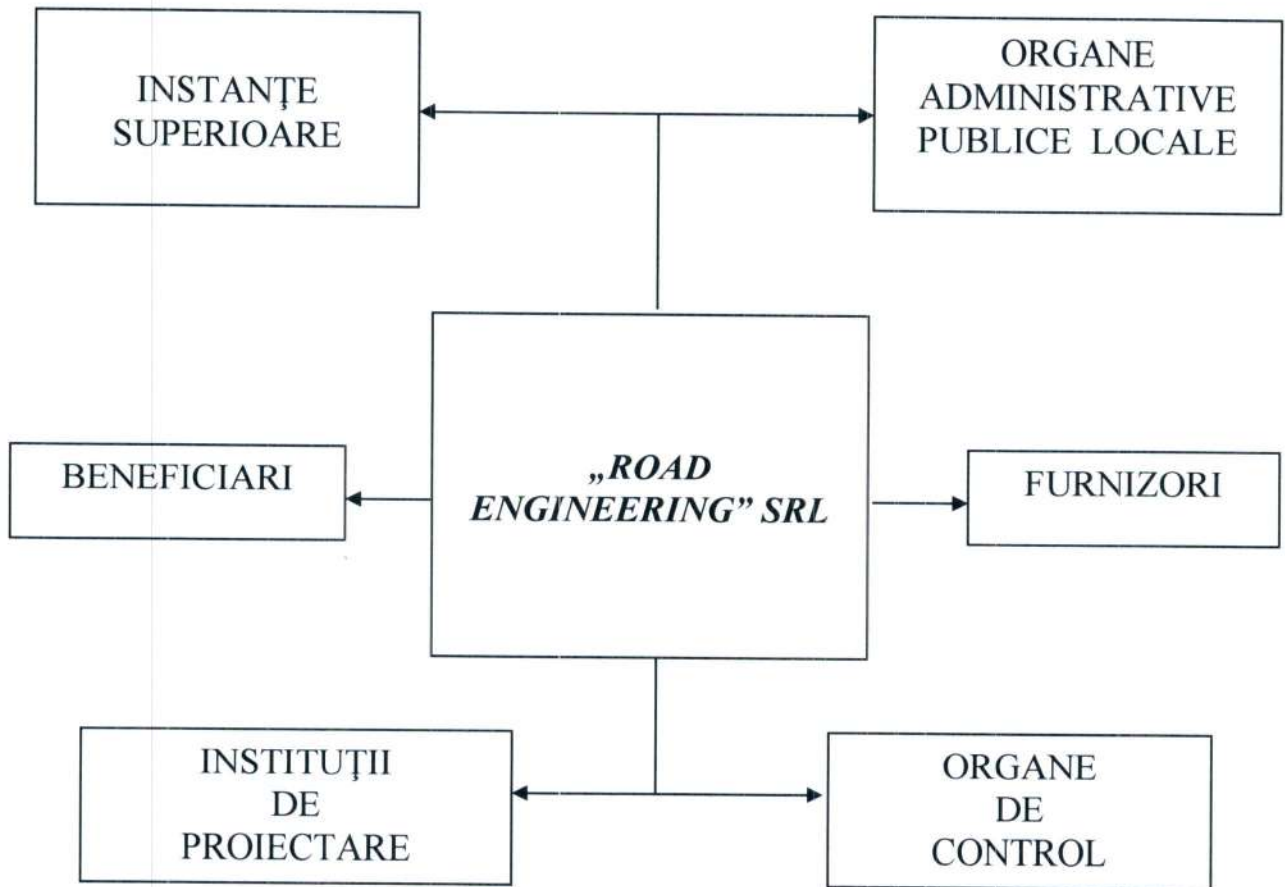 INSTANŢE
SUPERIOARE
ORGANE
ADMINISTRATIVE
PUBLICE LOCALE
BENEFICIARI
„ROAD
ENGINEERING” SRL
FURNIZORI
INSTITUŢII
DE
PROIECTARE
ORGANE
DE
CONTROL